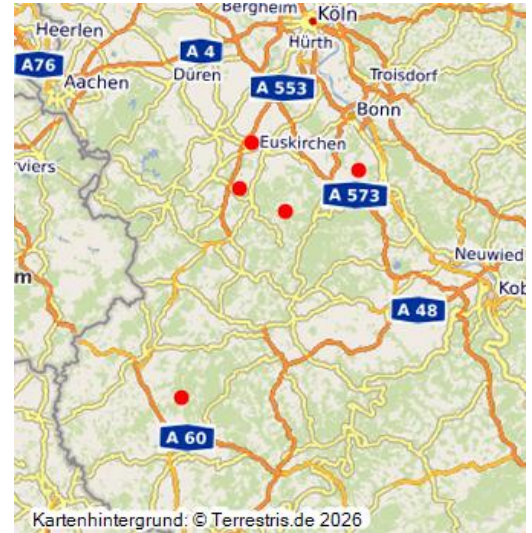 Bergheim
Köln
Heerlen
A 4
Hürth
A76
Düren
Troisdorf
Aachen
A 553
Bonn
Euskirchen
rviers
A 573
Neuwied
m
Kob
A 48
A 60
Kartenhintergrund: © Terrestris.de 2026